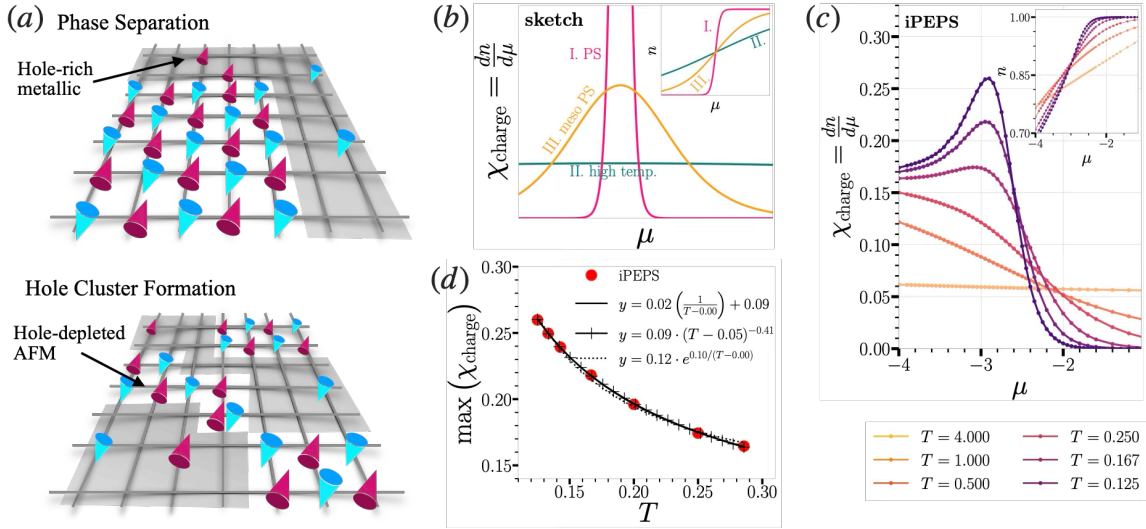 (a)
Phase Separation
Hole-rich
metallic
Hole Cluster Formation
Hole-depleted
AFM
(b)
sketch
χcharge = dn/dμ
I. PS
III. meso PS
II. high temp.
μ
n
I.
II.
III.
μ
(c)
iPEPS
χcharge = dn/dμ
0.30
0.25
0.20
0.15
0.10
0.05
0.00
−4
−3
−2
μ
n
1.00
0.85
0.70
−4
−2
μ
T = 4.000
T = 1.000
T = 0.500
T = 0.250
T = 0.167
T = 0.125
(d)
max (χcharge)
0.30
0.25
0.20
0.15
iPEPS
y = 0.02 (1/(T−0.00)) + 0.09
y = 0.09 · (T − 0.05)^−0.41
y = 0.12 · e^0.10/(T−0.00)
0.15
0.20
0.25
0.30
T